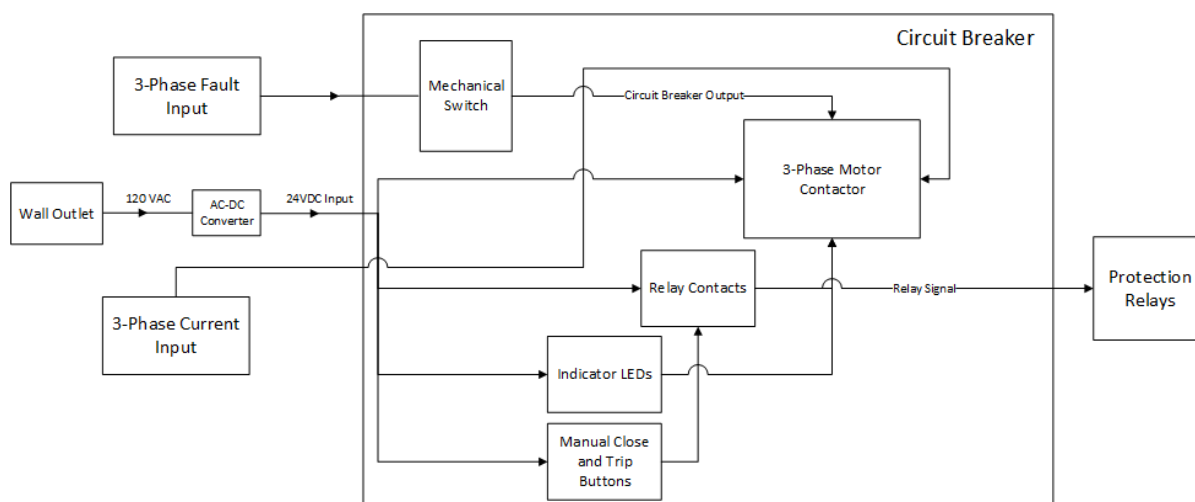 Circuit Breaker
3-Phase Fault
Input
Mechanical
Switch
Circuit Breaker Output
3-Phase Motor
Contactor
Wall Outlet
120 VAC
AC-DC
Converter
24VDC Input
Relay Contacts
Relay Signal
Protection
Relays
3-Phase Current
Input
Indicator LEDs
Manual Close
and Trip
Buttons